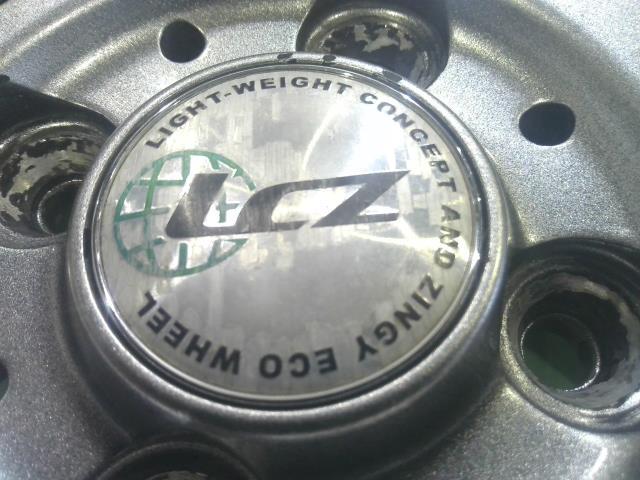 LIGHT-WEIGHT CONCEPT AND ZINGY ECO WHEEL
LCZ